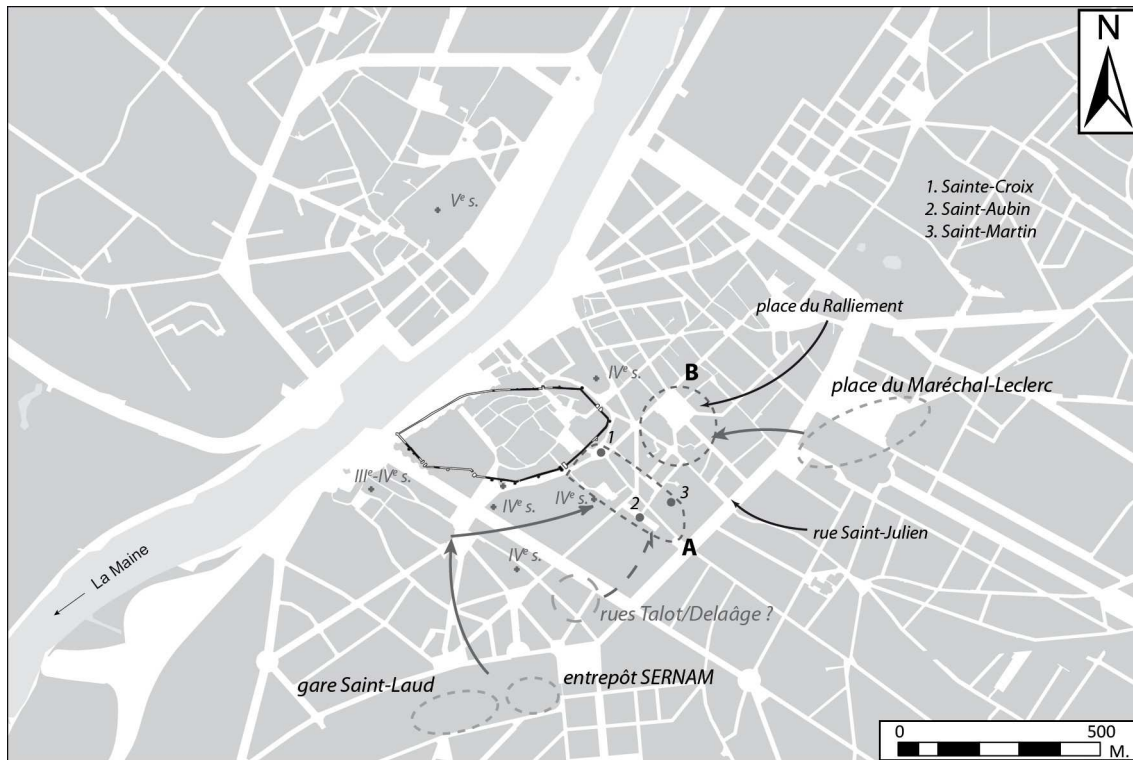 N
1. Sainte-Croix
2. Saint-Aubin
3. Saint-Martin
Vᵉ s.
place du Ralliement
B
IVᵉ s.
place du Maréchal-Leclerc
1
IIIᵉ-IVᵉ s.
IVᵉ s.
IVᵉ s.
2
3
rue Saint-Julien
A
IVᵉ s.
La Maine
rues Talot/Delaâge ?
gare Saint-Laud
entrepôt SERNAM
0 500
M.